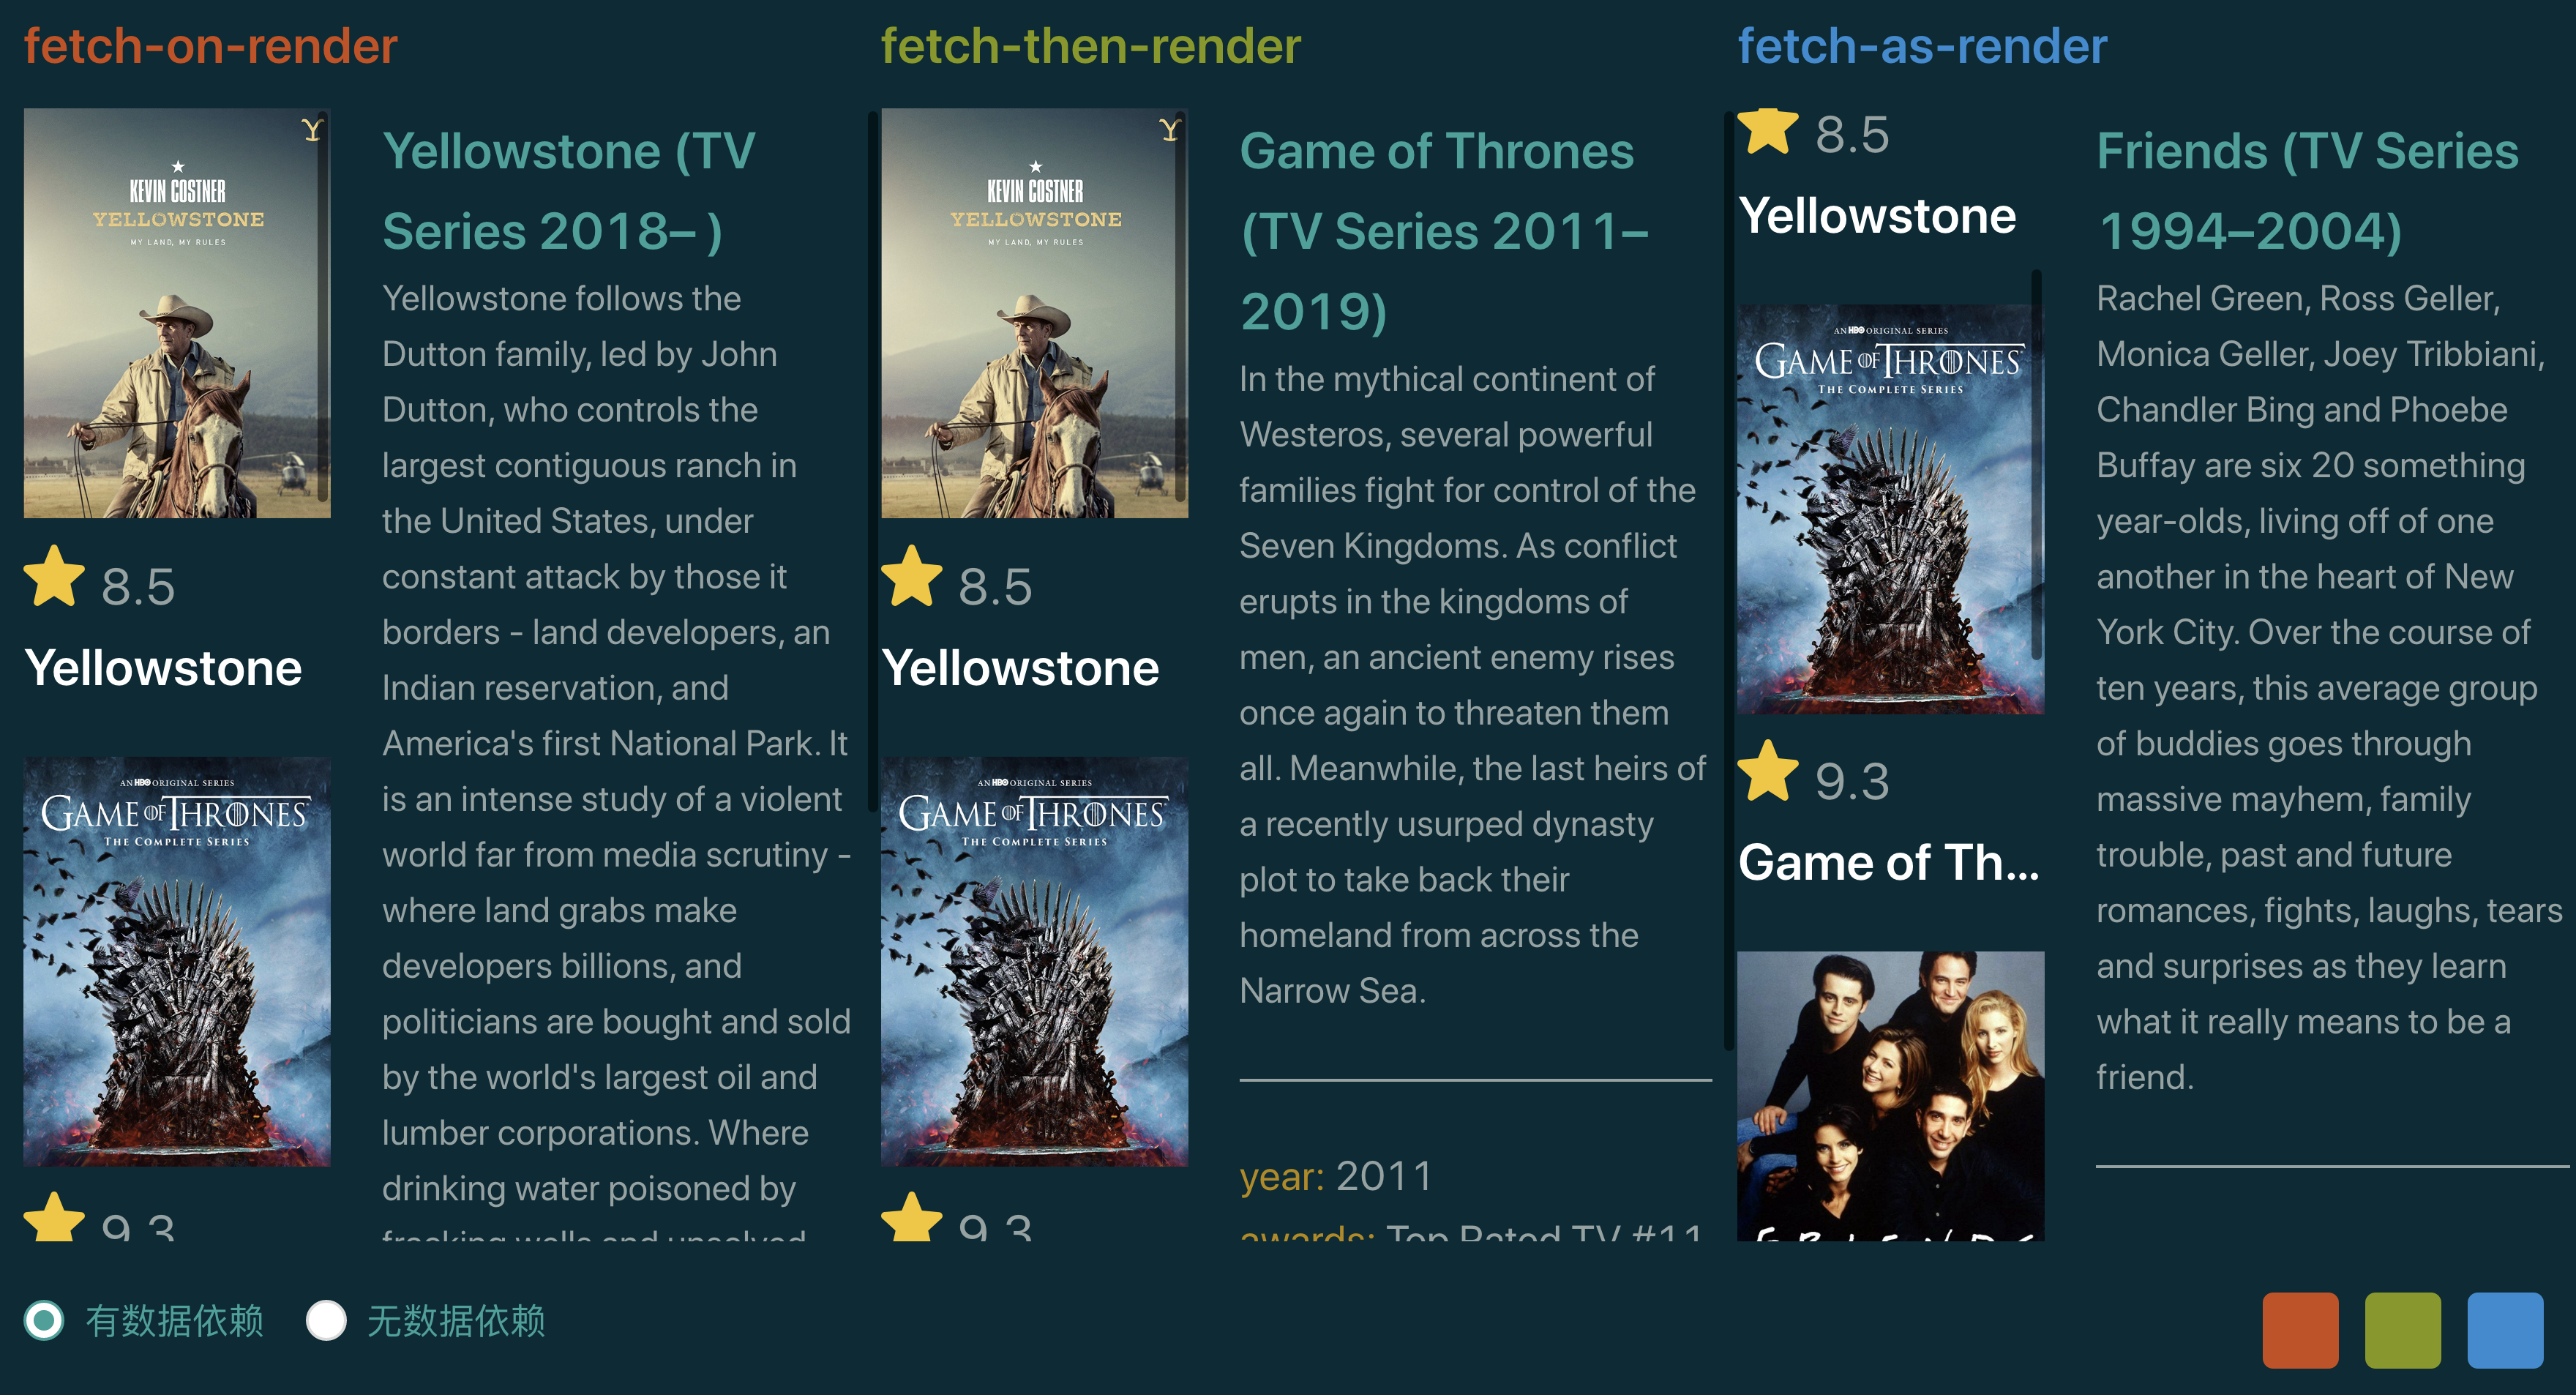 fetch-on-render
Y
KEVIN COSTNER
YELLOWSTONE
MY LAND, MY RULES
8.5
Yellowstone
AN HBO ORIGINAL SERIES
GAME OF THRONES
THE COMPLETE SERIES
9.3
Yellowstone (TV
Series 2018– )
Yellowstone follows the
Dutton family, led by John
Dutton, who controls the
largest contiguous ranch in
the United States, under
constant attack by those it
borders - land developers, an
Indian reservation, and
America's first National Park. It
is an intense study of a violent
world far from media scrutiny -
where land grabs make
developers billions, and
politicians are bought and sold
by the world's largest oil and
lumber corporations. Where
drinking water poisoned by
fracking wells and unsolved
fetch-then-render
Y
KEVIN COSTNER
YELLOWSTONE
MY LAND, MY RULES
8.5
Yellowstone
AN HBO ORIGINAL SERIES
GAME OF THRONES
THE COMPLETE SERIES
9.3
Game of Thrones
(TV Series 2011–
2019)
In the mythical continent of
Westeros, several powerful
families fight for control of the
Seven Kingdoms. As conflict
erupts in the kingdoms of
men, an ancient enemy rises
once again to threaten them
all. Meanwhile, the last heirs of
a recently usurped dynasty
plot to take back their
homeland from across the
Narrow Sea.
year: 2011
awards: Top Rated TV #11
fetch-as-render
8.5
Yellowstone
AN HBO ORIGINAL SERIES
GAME OF THRONES
THE COMPLETE SERIES
9.3
Game of Th...
FRIENDS
Friends (TV Series
1994–2004)
Rachel Green, Ross Geller,
Monica Geller, Joey Tribbiani,
Chandler Bing and Phoebe
Buffay are six 20 something
year-olds, living off of one
another in the heart of New
York City. Over the course of
ten years, this average group
of buddies goes through
massive mayhem, family
trouble, past and future
romances, fights, laughs, tears
and surprises as they learn
what it really means to be a
friend.
有数据依赖
无数据依赖